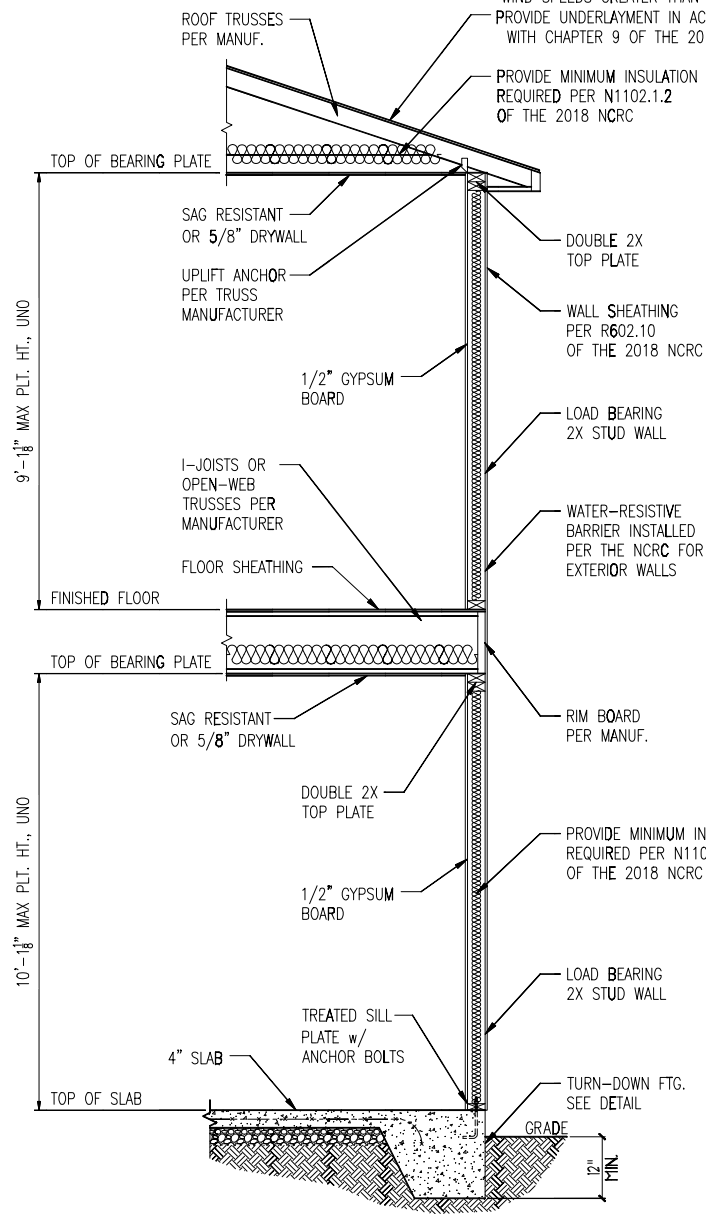 WIND SPEEDS GREATER THAN
PROVIDE UNDERLAYMENT IN AC
WITH CHAPTER 9 OF THE 20
ROOF TRUSSES
PER MANUF.
PROVIDE MINIMUM INSULATION
REQUIRED PER N1102.1.2
OF THE 2018 NCRC
TOP OF BEARING PLATE
SAG RESISTANT
OR 5/8" DRYWALL
DOUBLE 2X
TOP PLATE
UPLIFT ANCHOR
PER TRUSS
MANUFACTURER
WALL SHEATHING
PER R602.10
OF THE 2018 NCRC
9'-1⅛" MAX PLT. HT., UNO
1/2" GYPSUM
BOARD
LOAD BEARING
2X STUD WALL
I-JOISTS OR
OPEN-WEB
TRUSSES PER
MANUFACTURER
WATER-RESISTIVE
BARRIER INSTALLED
PER THE NCRC FOR
EXTERIOR WALLS
FLOOR SHEATHING
FINISHED FLOOR
TOP OF BEARING PLATE
SAG RESISTANT
OR 5/8" DRYWALL
RIM BOARD
PER MANUF.
DOUBLE 2X
TOP PLATE
PROVIDE MINIMUM IN
REQUIRED PER N110
OF THE 2018 NCRC
10'-1⅛" MAX PLT. HT., UNO
1/2" GYPSUM
BOARD
LOAD BEARING
2X STUD WALL
TREATED SILL
PLATE w/
ANCHOR BOLTS
4" SLAB
TOP OF SLAB
TURN-DOWN FTG.
SEE DETAIL
GRADE
12"
MIN.